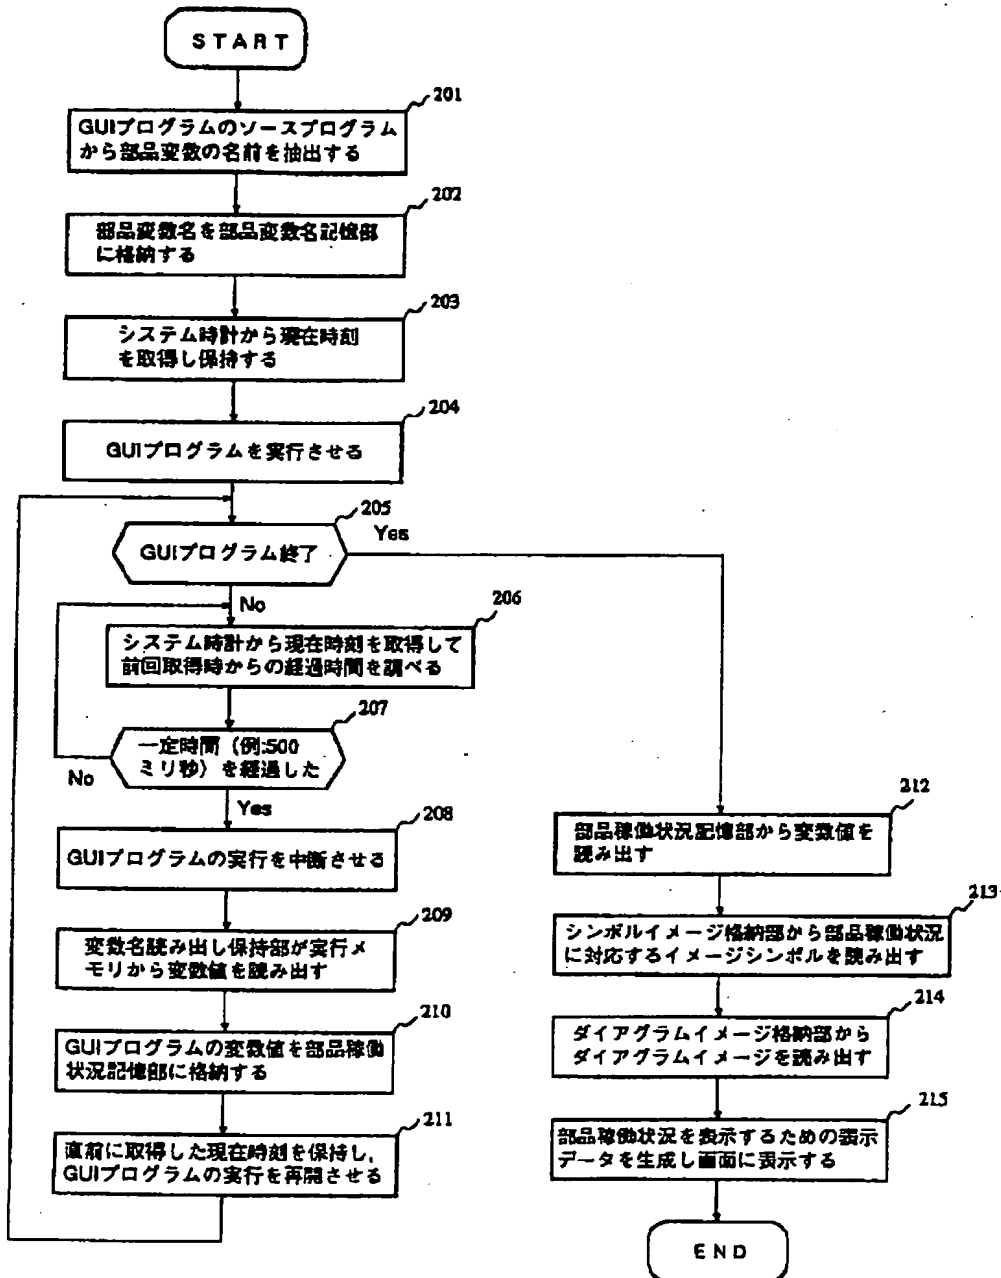 START
201
GUIプログラムのソースプログラム
から部品変数の名前を抽出する
202
部品変数名を部品変数名記憶部
に格納する
203
システム時計から現在時刻
を取得し保持する
204
GUIプログラムを実行させる
205
GUIプログラム終了
Yes
No
206
システム時計から現在時刻を取得して
前回取得時からの経過時間を調べる
207
一定時間（例:500
ミリ秒）を経過した
No
Yes
208
GUIプログラムの実行を中断させる
209
変数名読み出し保持部が実行メ
モリから変数値を読み出す
210
GUIプログラムの変数値を部品稼働
状況記憶部に格納する
211
直前に取得した現在時刻を保持し,
GUIプログラムの実行を再開させる
212
部品稼働状況記憶部から変数値を
読み出す
213
シンボルイメージ格納部から部品稼働状況
に対応するイメージシンボルを読み出す
214
ダイアグラムイメージ格納部から
ダイアグラムイメージを読み出す
215
部品稼働状況を表示するための表示
データを生成し画面に表示する
END